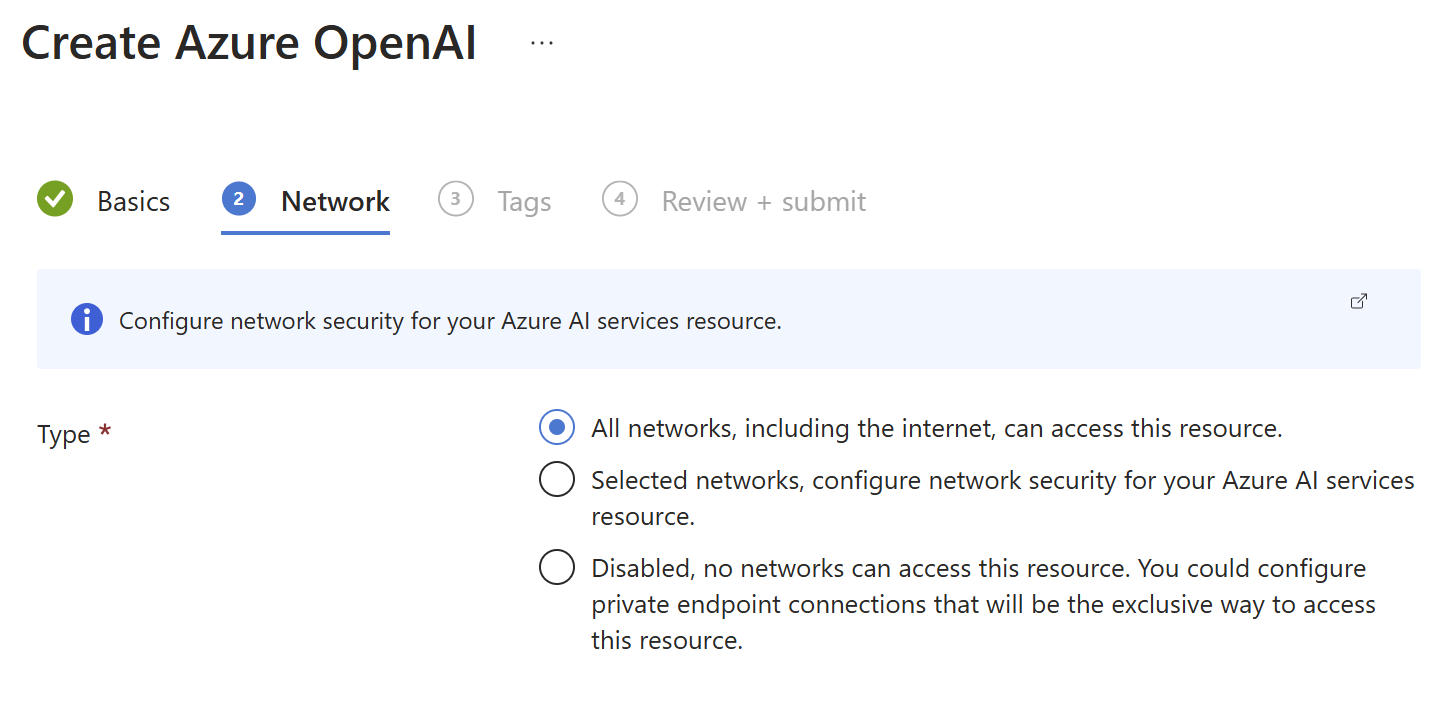 Create Azure OpenAI ...
Basics 2 Network 3 Tags 4 Review + submit
Configure network security for your Azure AI services resource.
Type *
All networks, including the internet, can access this resource.
Selected networks, configure network security for your Azure AI services
resource.
Disabled, no networks can access this resource. You could configure
private endpoint connections that will be the exclusive way to access
this resource.